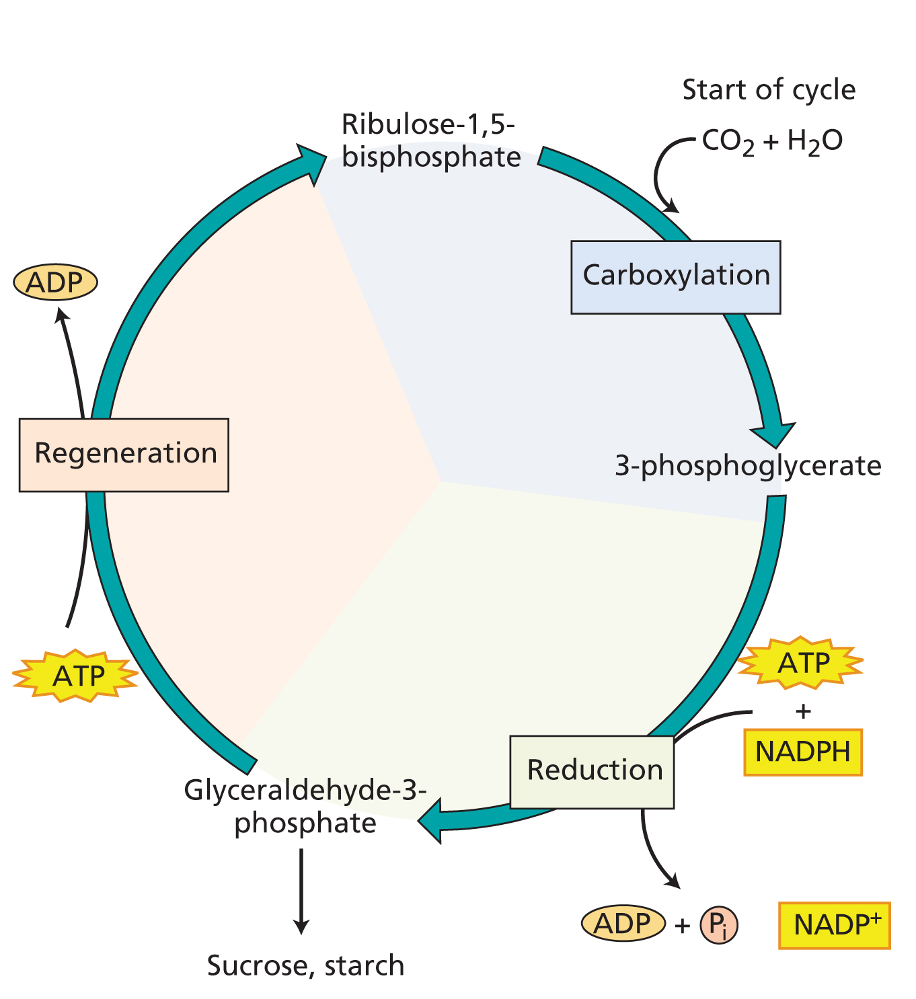 Start of cycle
Ribulose-1,5-
bisphosphate
CO₂ + H₂O
Carboxylation
ADP
Regeneration
3-phosphoglycerate
ATP
ATP
+
NADPH
Reduction
Glyceraldehyde-3-
phosphate
ADP + Pᵢ NADP⁺
Sucrose, starch